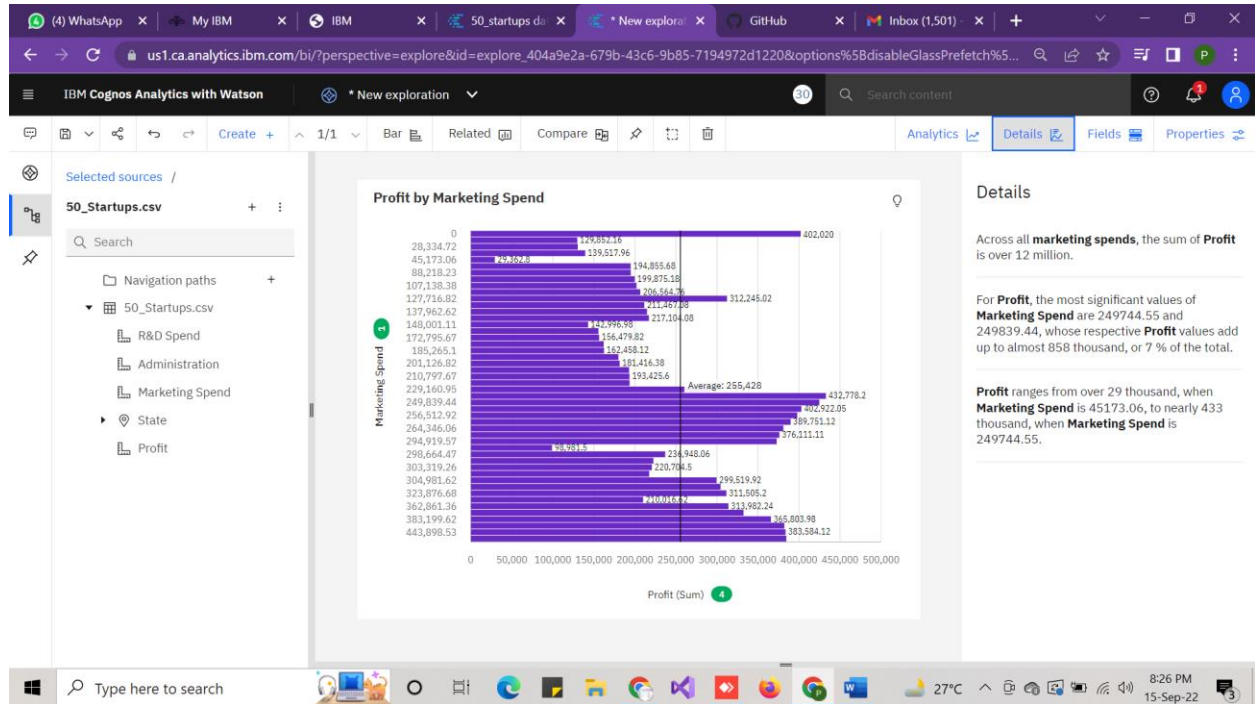 (4) WhatsApp
My IBM
IBM
50_startups da
* New explorat
GitHub
Inbox (1,501) -
us1.ca.analytics.ibm.com/bi/?perspective=explore&id=explore_404a9e2a-679b-43c6-9b85-7194972d1220&options%5BdisableGlassPrefetch%5...
IBM Cognos Analytics with Watson
* New exploration
30
Search content
1
Create +
1/1
Bar
Related
Compare
Analytics
Details
Fields
Properties
Selected sources /
50_Startups.csv
Search
Navigation paths
50_Startups.csv
R&D Spend
Administration
Marketing Spend
State
Profit
Profit by Marketing Spend
Marketing Spend
0
28,334.72
45,173.06
88,218.23
107,138.38
127,716.82
137,962.62
148,001.11
172,795.67
185,265.1
201,126.82
210,797.67
229,160.95
249,839.44
256,512.92
264,346.06
294,919.57
298,664.47
303,319.26
304,981.62
323,876.68
362,861.36
383,199.62
443,898.53
402,020
129,852.16
139,517.96
29,362.8
194,855.68
199,875.18
206,564.76
312,245.02
211,467.08
217,104.08
142,996.98
156,479.82
162,458.12
181,416.38
193,425.6
Average: 255,428
432,778.2
402,922.05
389,751.12
376,111.11
98,981.5
236,948.06
220,704.5
299,519.92
311,505.2
210,016.62
313,982.24
365,803.98
383,584.12
0 50,000 100,000 150,000 200,000 250,000 300,000 350,000 400,000 450,000 500,000
Profit (Sum) 4
Details
Across all marketing spends, the sum of Profit
is over 12 million.
For Profit, the most significant values of
Marketing Spend are 249744.55 and
249839.44, whose respective Profit values add
up to almost 858 thousand, or 7 % of the total.
Profit ranges from over 29 thousand, when
Marketing Spend is 45173.06, to nearly 433
thousand, when Marketing Spend is
249744.55.
Type here to search
27°C
8:26 PM
15-Sep-22
3